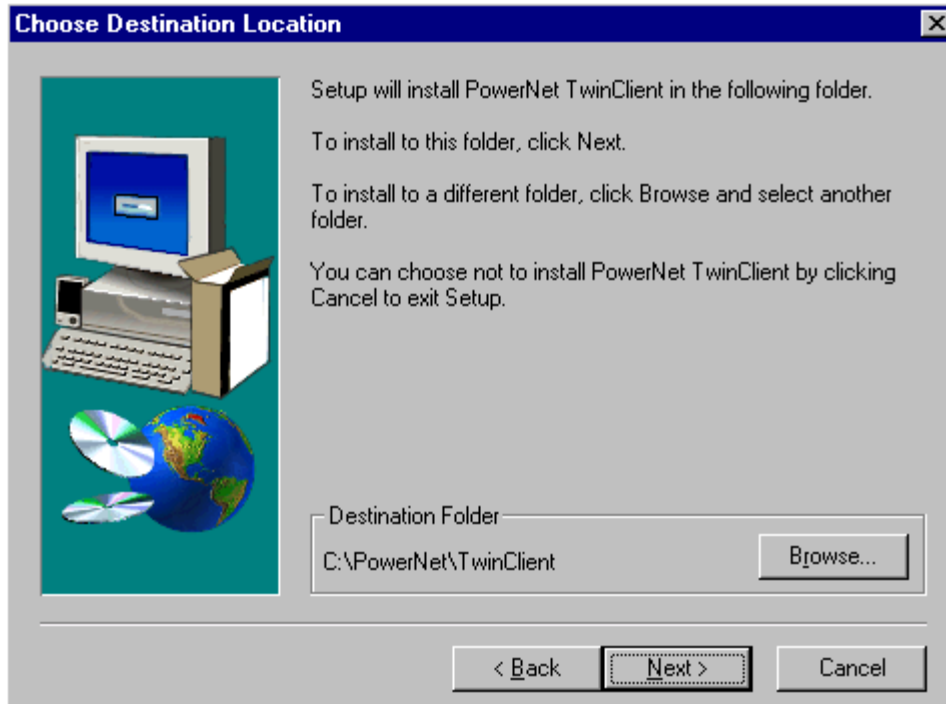 Choose Destination Location
Setup will install PowerNet TwinClient in the following folder.
To install to this folder, click Next.
To install to a different folder, click Browse and select another
folder.
You can choose not to install PowerNet TwinClient by clicking
Cancel to exit Setup.
Destination Folder
C:\PowerNet\TwinClient
Browse...
< Back
Next >
Cancel